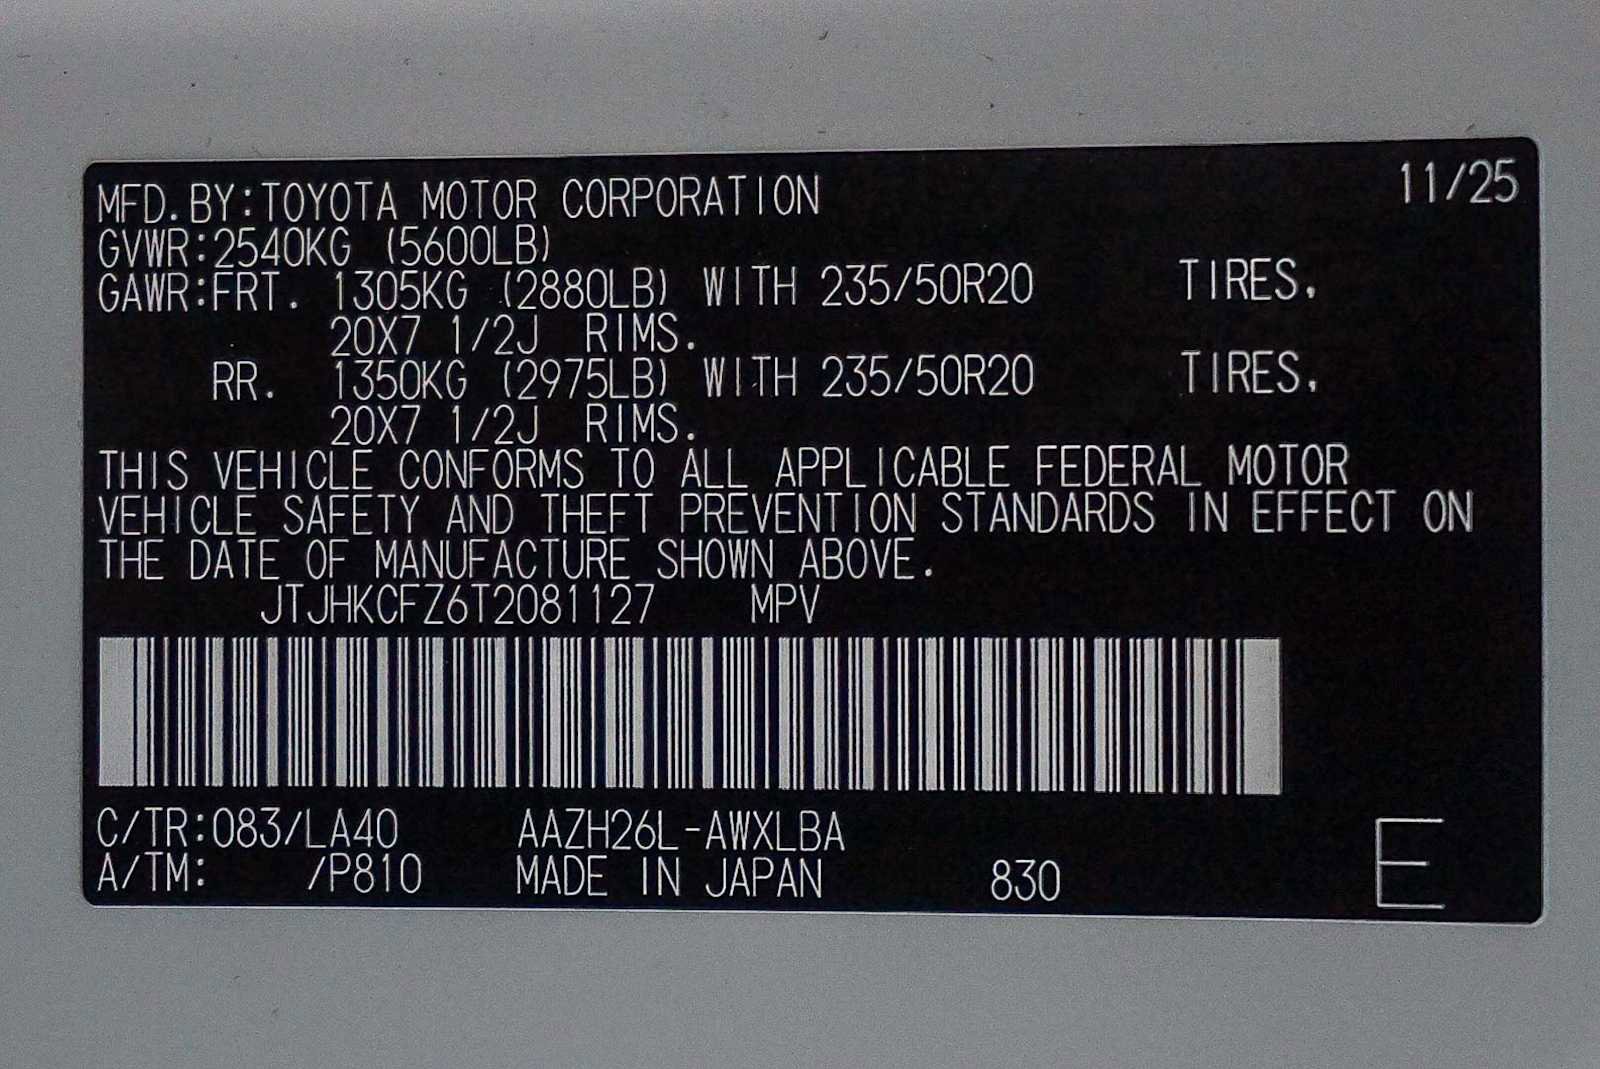 11/25
MFD.BY:TOYOTA MOTOR CORPORATION
GVWR:2540KG (5600LB)
GAWR:FRT. 1305KG (2880LB) WITH 235/50R20 TIRES,
20X7 1/2J RIMS.
RR. 1350KG (2975LB) WITH 235/50R20 TIRES,
20X7 1/2J RIMS.
THIS VEHICLE CONFORMS TO ALL APPLICABLE FEDERAL MOTOR
VEHICLE SAFETY AND THEFT PREVENTION STANDARDS IN EFFECT ON
THE DATE OF MANUFACTURE SHOWN ABOVE.
JTJHKCFZ6T2081127 MPV
C/TR:083/LA40 AAZH26L-AWXLBA
A/TM: /P810 MADE IN JAPAN 830 E